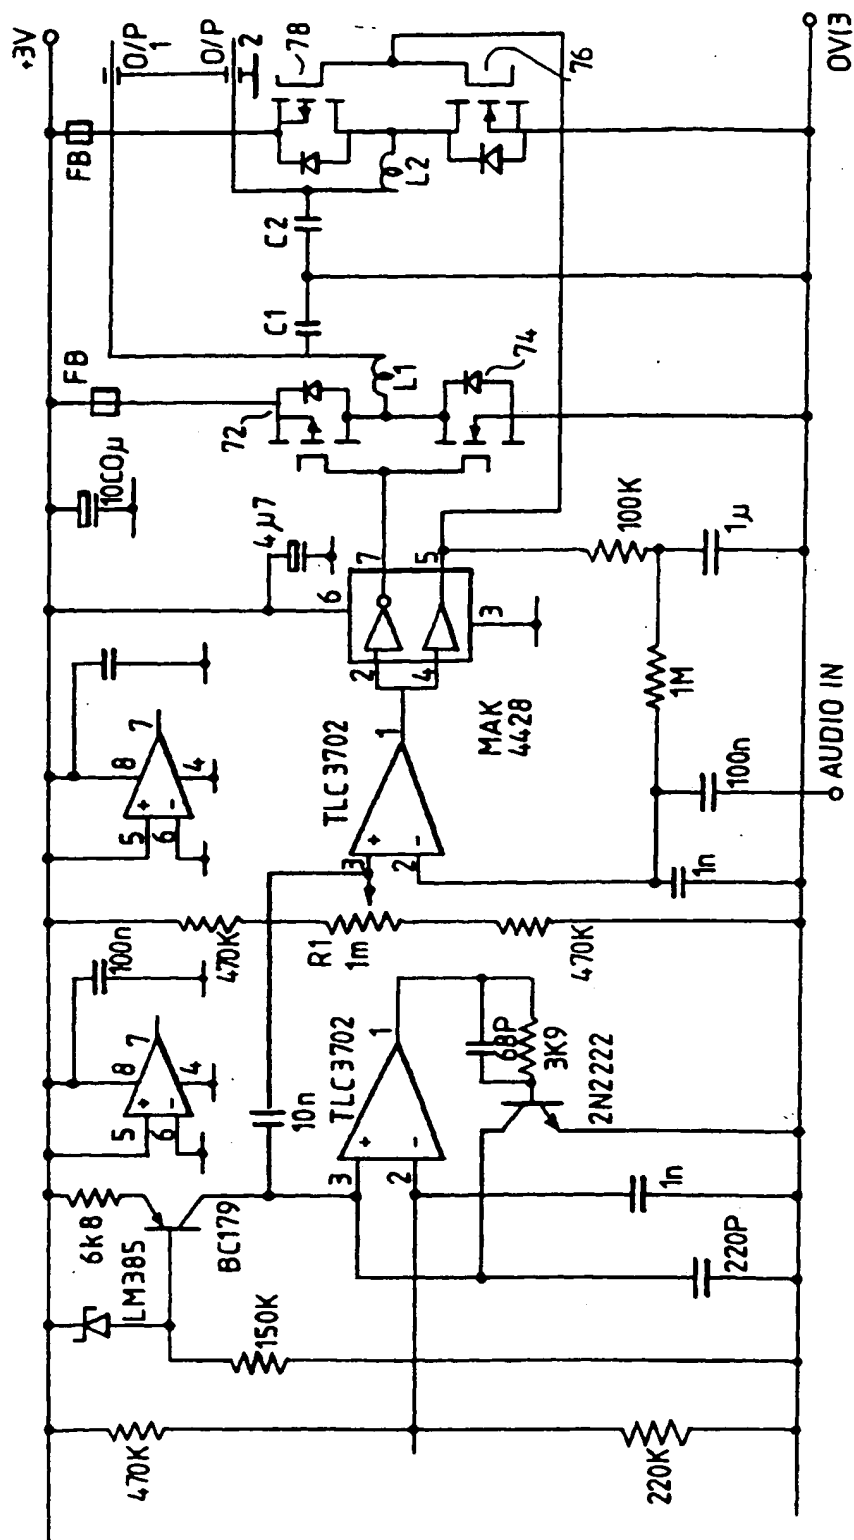 +3V
O/P
1
O/P
2
78
76
FB
L2
C2
C1
FB
72
L1
74
1000μ
4μ7
6
7
5
2
4
3
MAK
4428
100K
1μ
1M
100n
AUDIO IN
0V13
8
7
5
+
6
-
4
TLC3702
1
3
+
2
-
1n
470K
R1
1m
470K
100n
8
7
5
+
6
-
4
10n
TLC3702
1
3
+
2
-
68P
3K9
2N2222
1n
220P
6K8
BC179
LM385
150K
470K
220K